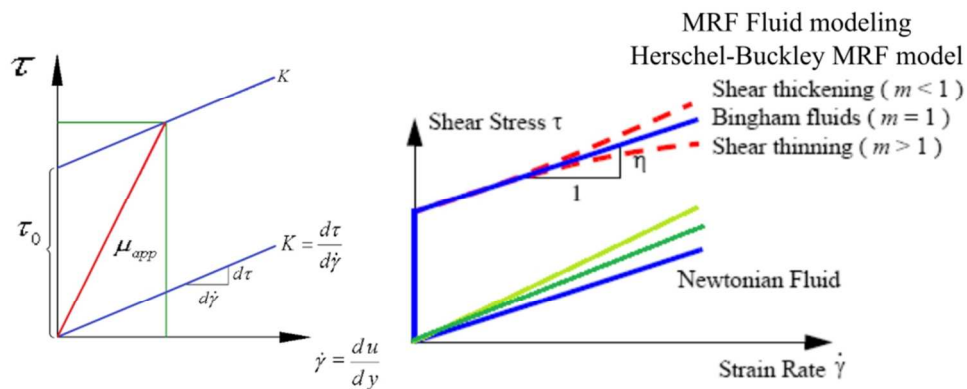 MRF Fluid modeling
Herschel-Buckley MRF model
τ
K
τ₀
μ_app
K = dτ/dγ̇
dτ
dγ̇
γ̇ = du/dy
Shear Stress τ
Shear thickening ( m < 1 )
Bingham fluids ( m = 1 )
Shear thinning ( m > 1 )
η
1
Newtonian Fluid
Strain Rate γ̇